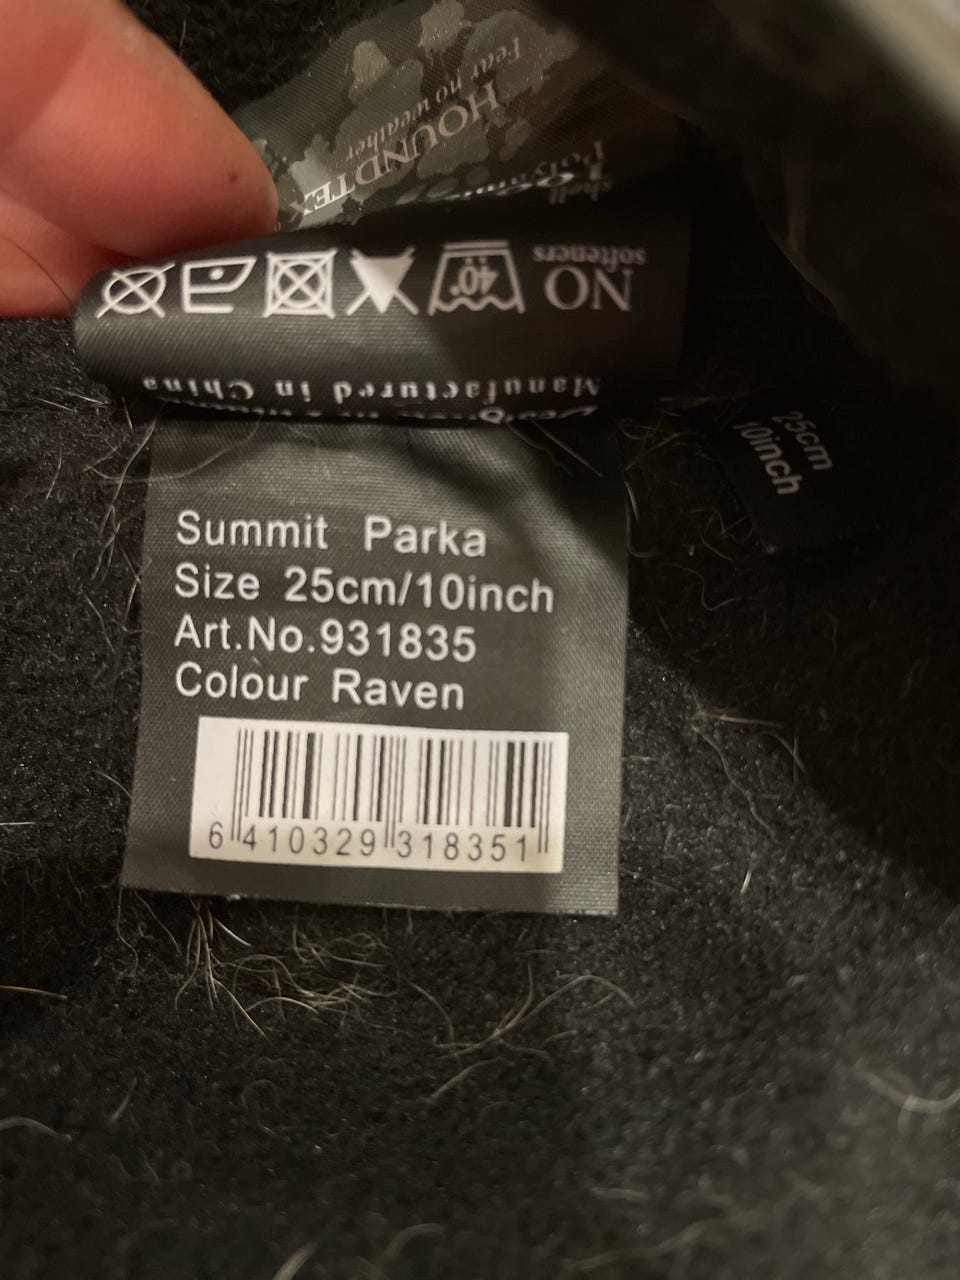 Fear no weather
HOUNDTEX
shell
NO
softeners
40°
Manufactured in China
25cm
10inch
Summit Parka
Size 25cm/10inch
Art.No.931835
Colour Raven
6 410329 318351